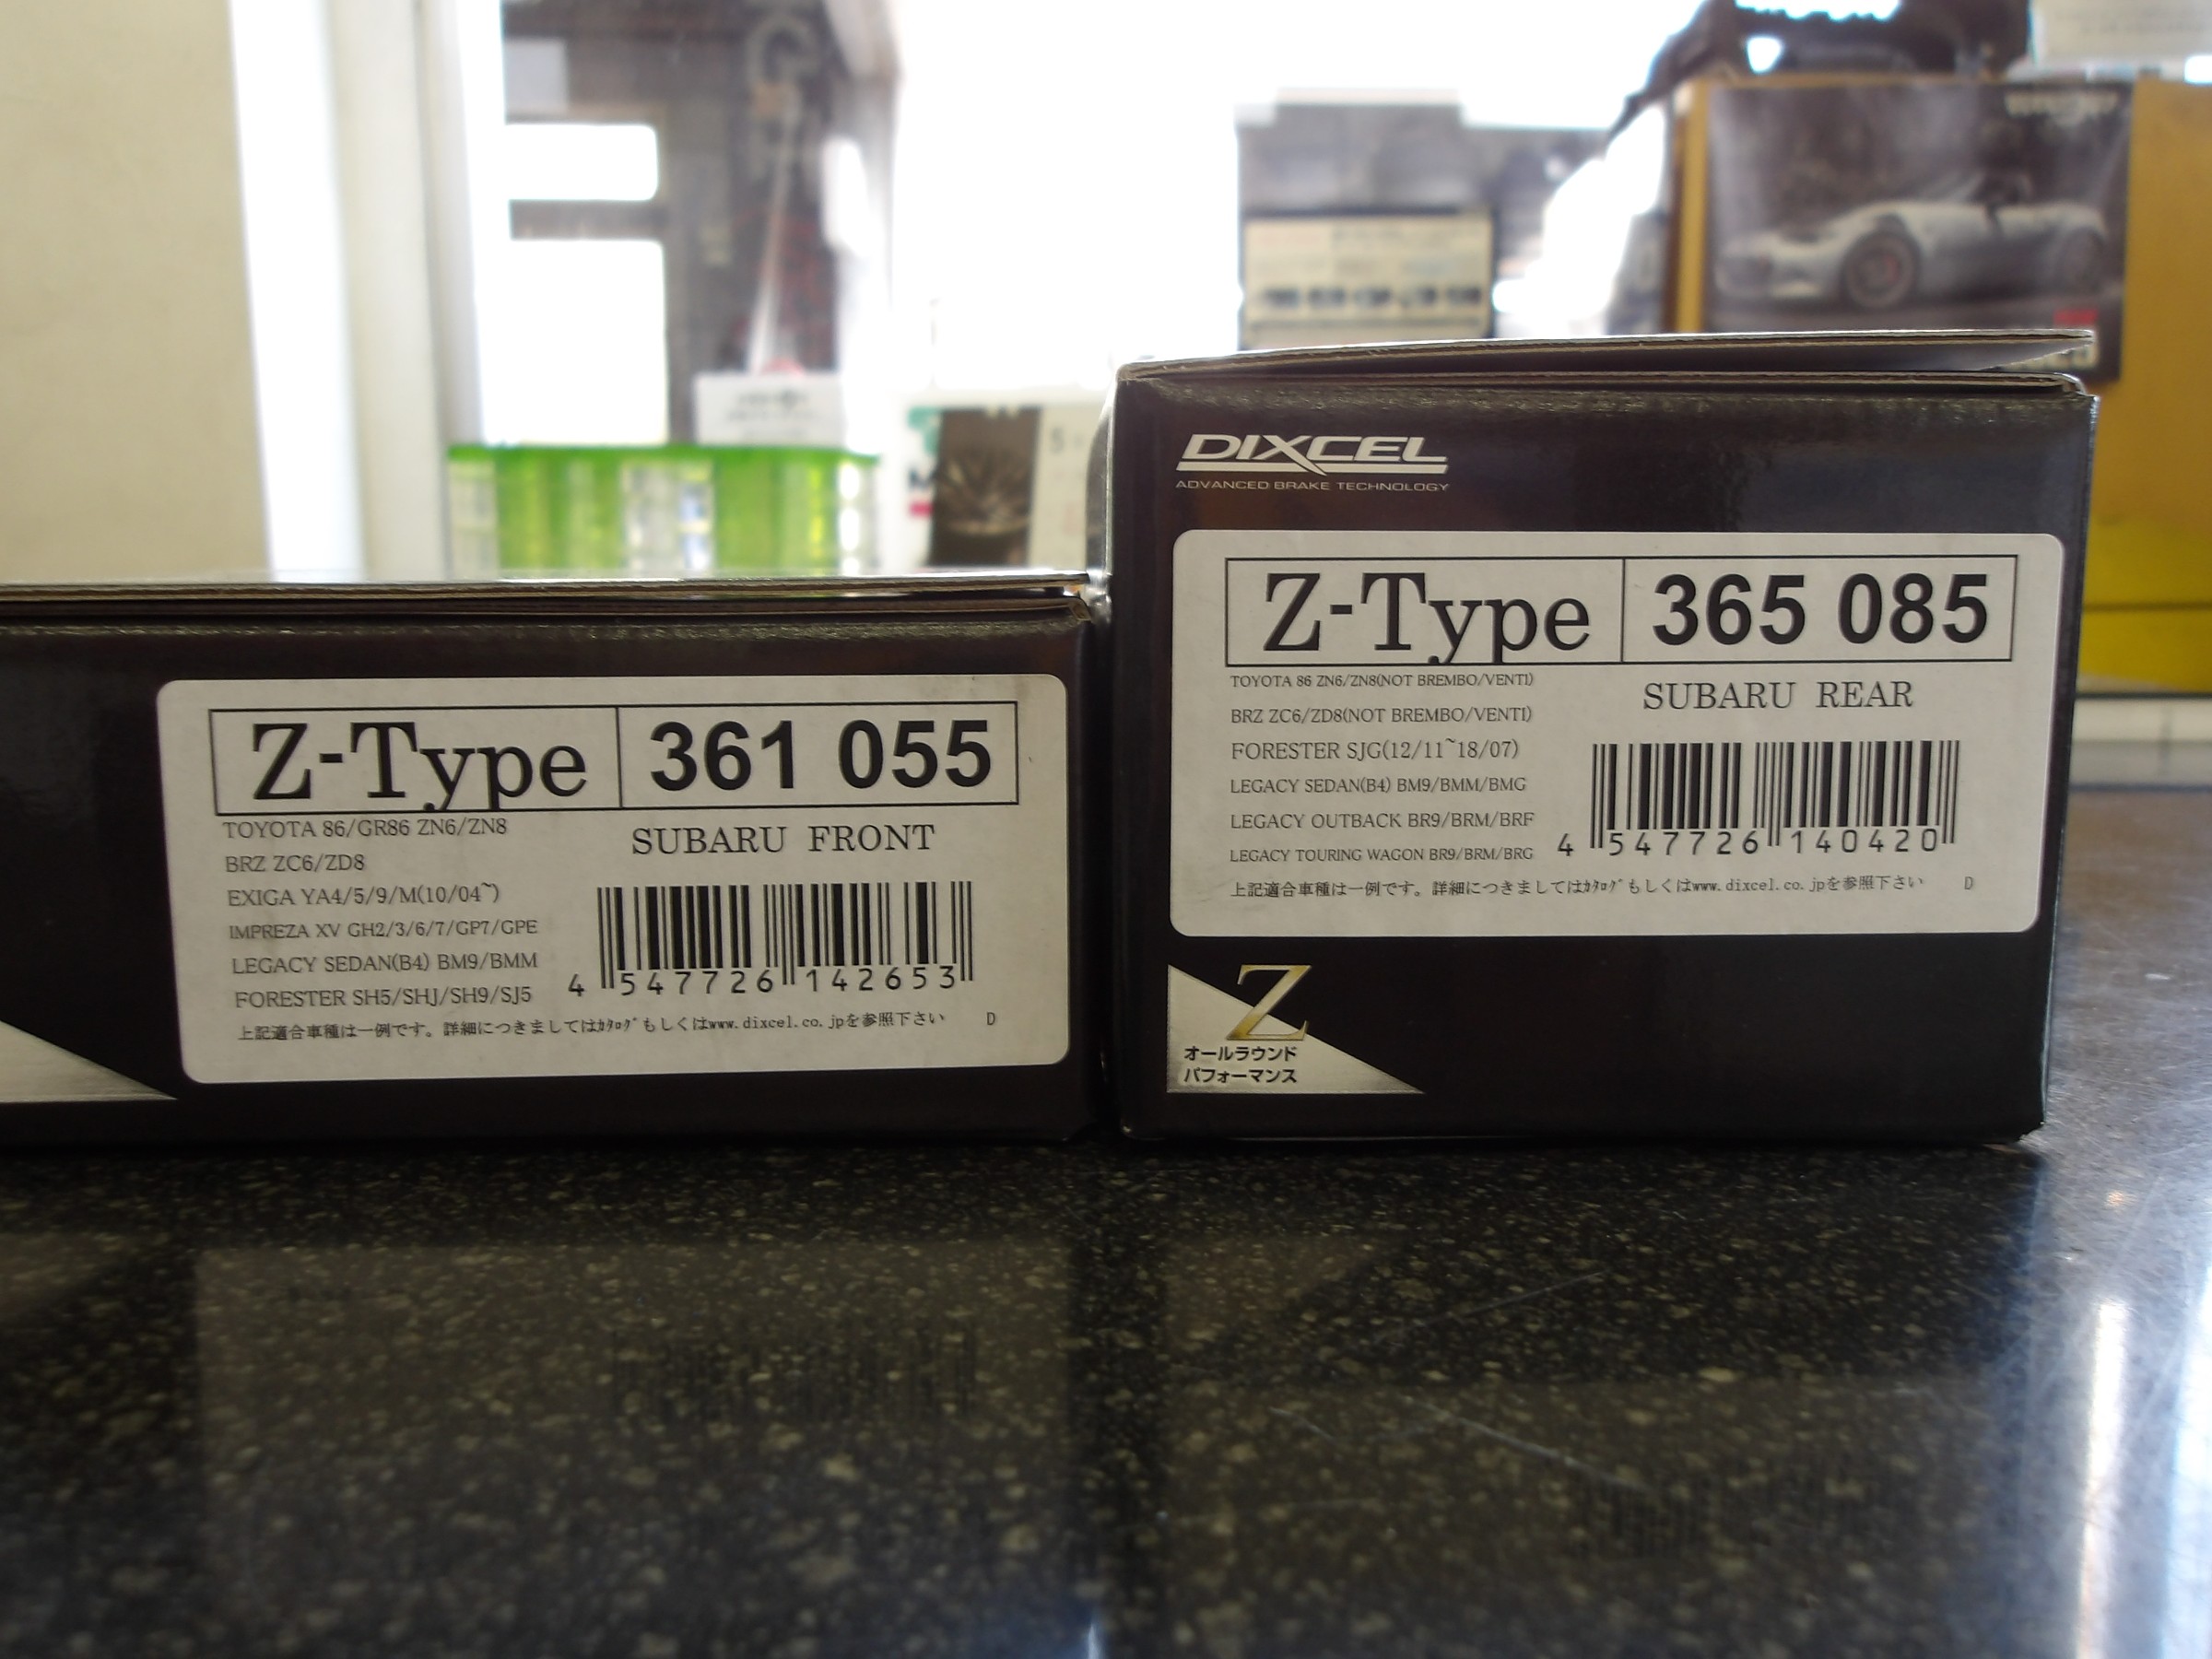 Z-Type 361 055
TOYOTA 86/GR86 ZN6/ZN8
BRZ ZC6/ZD8
EXIGA YA4/5/9/M(10/04~)
IMPREZA XV GH2/3/6/7/GP7/GPE
LEGACY SEDAN(B4) BM9/BMM
FORESTER SH5/SHJ/SH9/SJ5
SUBARU FRONT
4 547726 142653
上記適合車種は一例です。詳細につきましてはｶﾀﾛｸﾞもしくはwww.dixcel.co.jpを参照下さい D
DIXCEL
ADVANCED BRAKE TECHNOLOGY
Z-Type 365 085
TOYOTA 86 ZN6/ZN8(NOT BREMBO/VENTI)
BRZ ZC6/ZD8(NOT BREMBO/VENTI)
FORESTER SJG(12/11~18/07)
LEGACY SEDAN(B4) BM9/BMM/BMG
LEGACY OUTBACK BR9/BRM/BRF
LEGACY TOURING WAGON BR9/BRM/BRG
SUBARU REAR
4 547726 140420
上記適合車種は一例です。詳細につきましてはｶﾀﾛｸﾞもしくはwww.dixcel.co.jpを参照下さい D
Z
オールラウンド
パフォーマンス